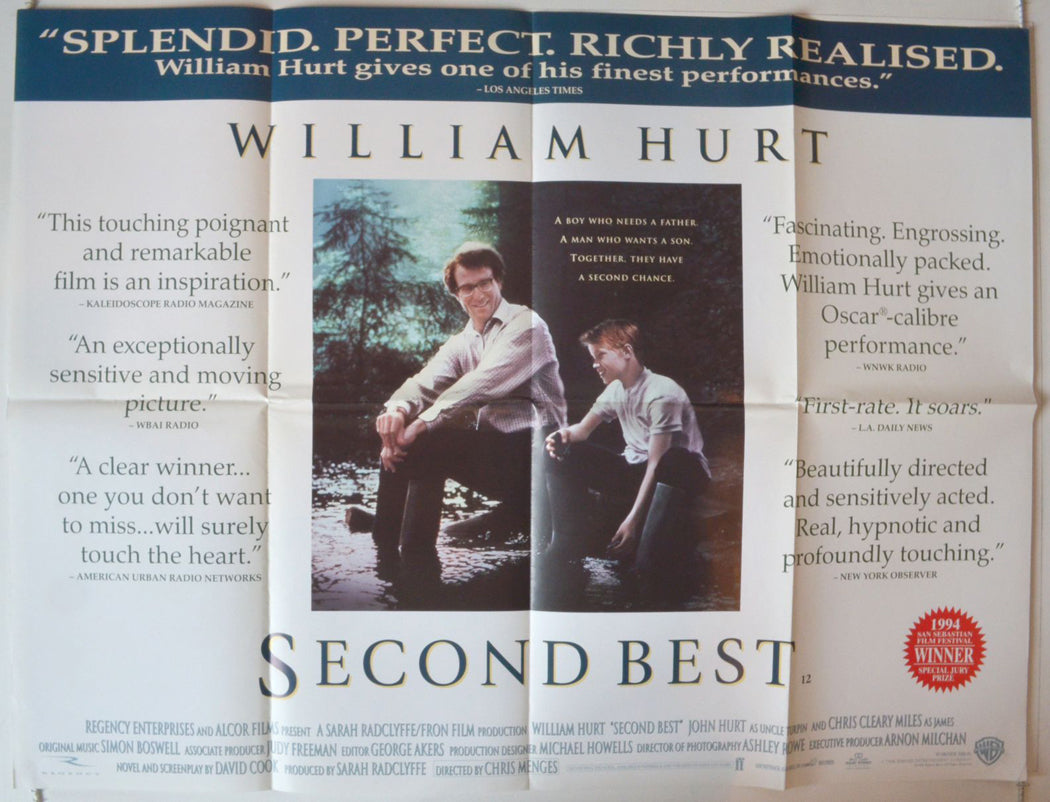 “SPLENDID. PERFECT. RICHLY REALISED.
William Hurt gives one of his finest performances.”
– LOS ANGELES TIMES
WILLIAM HURT
“This touching poignant
and remarkable
film is an inspiration.”
– KALEIDOSCOPE RADIO MAGAZINE
“An exceptionally
sensitive and moving
picture.”
– WBAI RADIO
“A clear winner...
one you don’t want
to miss...will surely
touch the heart.”
– AMERICAN URBAN RADIO NETWORKS
A BOY WHO NEEDS A FATHER.
A MAN WHO WANTS A SON.
TOGETHER, THEY HAVE
A SECOND CHANCE.
“Fascinating. Engrossing.
Emotionally packed.
William Hurt gives an
Oscar®-calibre
performance.”
– WNWK RADIO
“First-rate. It soars.”
– L.A. DAILY NEWS
“Beautifully directed
and sensitively acted.
Real, hypnotic and
profoundly touching.”
– NEW YORK OBSERVER
SECOND BEST 12
1994
SAN SEBASTIAN
FILM FESTIVAL
WINNER
SPECIAL JURY
PRIZE
REGENCY ENTERPRISES AND ALCOR FILMS PRESENT A SARAH RADCLYFFE/FRON FILM PRODUCTION WILLIAM HURT "SECOND BEST" JOHN HURT AS UNCLE TURPIN AND CHRIS CLEARY MILES AS JAMES
ORIGINAL MUSIC SIMON BOSWELL ASSOCIATE PRODUCER JUDY FREEMAN EDITOR GEORGE AKERS PRODUCTION DESIGNER MICHAEL HOWELLS DIRECTOR OF PHOTOGRAPHY ASHLEY ROWE EXECUTIVE PRODUCER ARNON MILCHAN
NOVEL AND SCREENPLAY BY DAVID COOK PRODUCED BY SARAH RADCLYFFE DIRECTED BY CHRIS MENGES
REGENCY